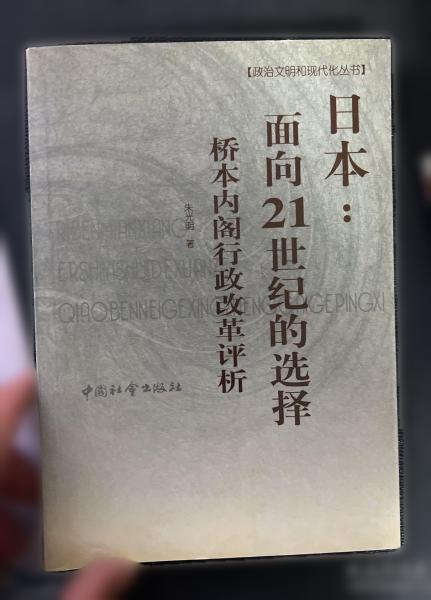 【政治文明和现代化丛书】
日本：
面向21世纪的选择
桥本内阁行政改革评析
朱光明 著
ERSHIYISHIJIDEXUAN
QIAOBENNEIGEXINGZHENGGAIGEPINGXI
中国社会出版社